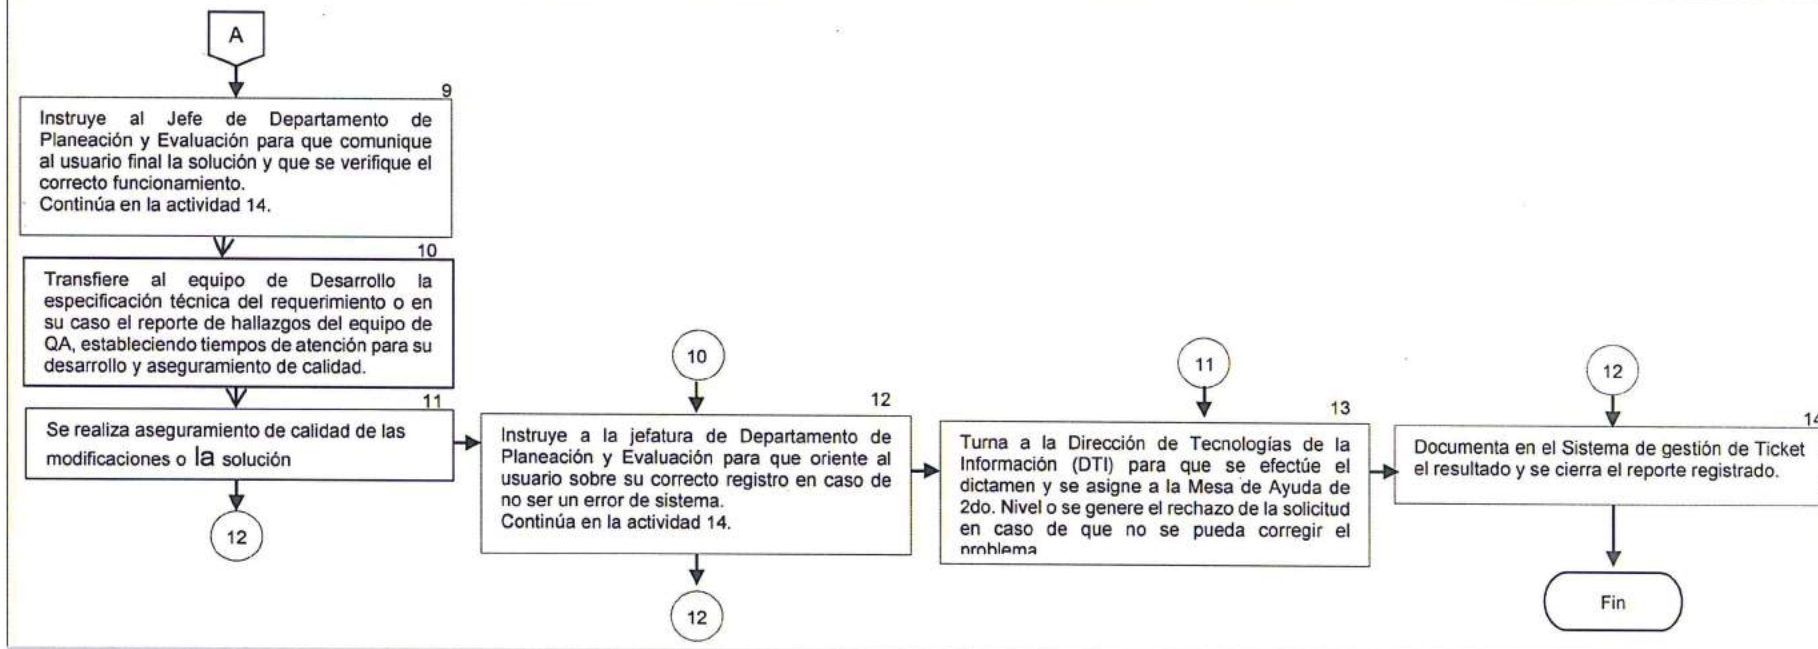 A
9
Instruye al Jefe de Departamento de
Planeación y Evaluación para que comunique
al usuario final la solución y que se verifique el
correcto funcionamiento.
Continúa en la actividad 14.
10
Transfiere al equipo de Desarrollo la
especificación técnica del requerimiento o en
su caso el reporte de hallazgos del equipo de
QA, estableciendo tiempos de atención para su
desarrollo y aseguramiento de calidad.
11
Se realiza aseguramiento de calidad de las
modificaciones o la solución
12
10
12
Instruye a la jefatura de Departamento de
Planeación y Evaluación para que oriente al
usuario sobre su correcto registro en caso de
no ser un error de sistema.
Continúa en la actividad 14.
12
11
13
Turna a la Dirección de Tecnologías de la
Información (DTI) para que se efectúe el
dictamen y se asigne a la Mesa de Ayuda de
2do. Nivel o se genere el rechazo de la solicitud
en caso de que no se pueda corregir el
problema
12
14
Documenta en el Sistema de gestión de Ticket
el resultado y se cierra el reporte registrado.
Fin